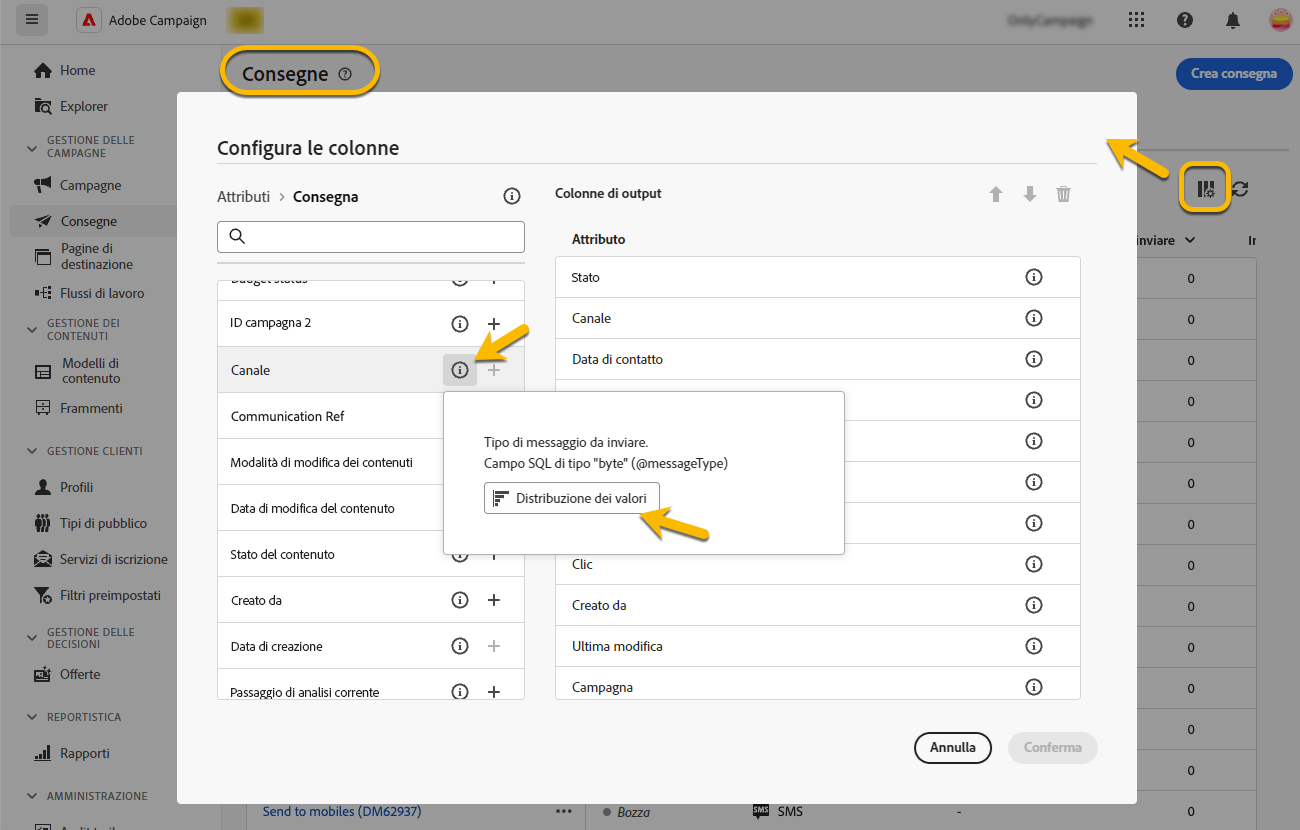 Adobe Campaign
Consegne
Crea consegna
Home
Explorer
GESTIONE DELLE
CAMPAGNE
Campagne
Consegne
Pagine di
destinazione
Flussi di lavoro
GESTIONE DEI
CONTENUTI
Modelli di
contenuto
Frammenti
GESTIONE CLIENTI
Profili
Tipi di pubblico
Servizi di iscrizione
Filtri preimpostati
GESTIONE DELLE
DECISIONI
Offerte
REPORTISTICA
Rapporti
AMMINISTRAZIONE
Configura le colonne
Attributi > Consegna
Budget status
ID campagna 2
Canale
Communication Ref
Modalità di modifica dei contenuti
Data di modifica del contenuto
Stato del contenuto
Creato da
Data di creazione
Passaggio di analisi corrente
Tipo di messaggio da inviare.
Campo SQL di tipo "byte" (@messageType)
Distribuzione dei valori
Colonne di output
Attributo
Stato
Canale
Data di contatto
Clic
Creato da
Ultima modifica
Campagna
Annulla
Conferma
inviare
0
0
0
0
0
0
0
0
0
0
0
0
0
Send to mobiles (DM62937) ••• Bozza SMS SMS - 0